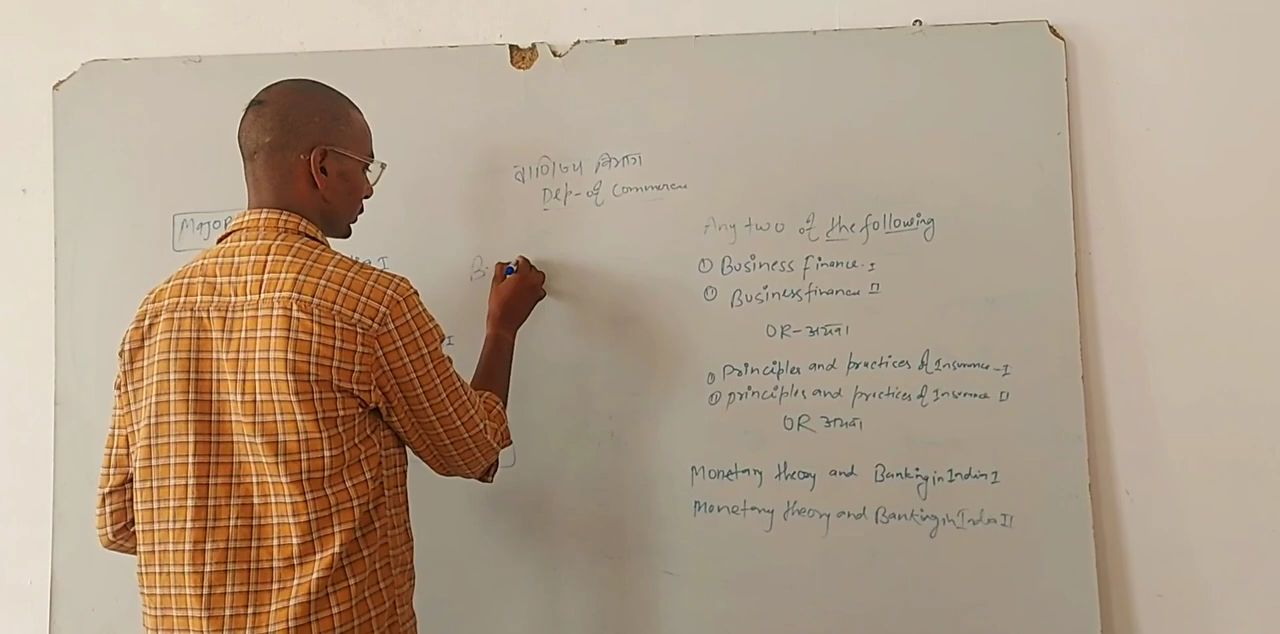 वाणिज्य विभाग
Dep-of Commerce
Major
I
I
Any two of the following
① Business finance-I
② Business finance II
OR-अथवा
① principles and practices of Insurance-I
② principles and practices of Insurance II
OR अथवा
Monetary theory and Banking in India I
Monetary theory and Banking in India II